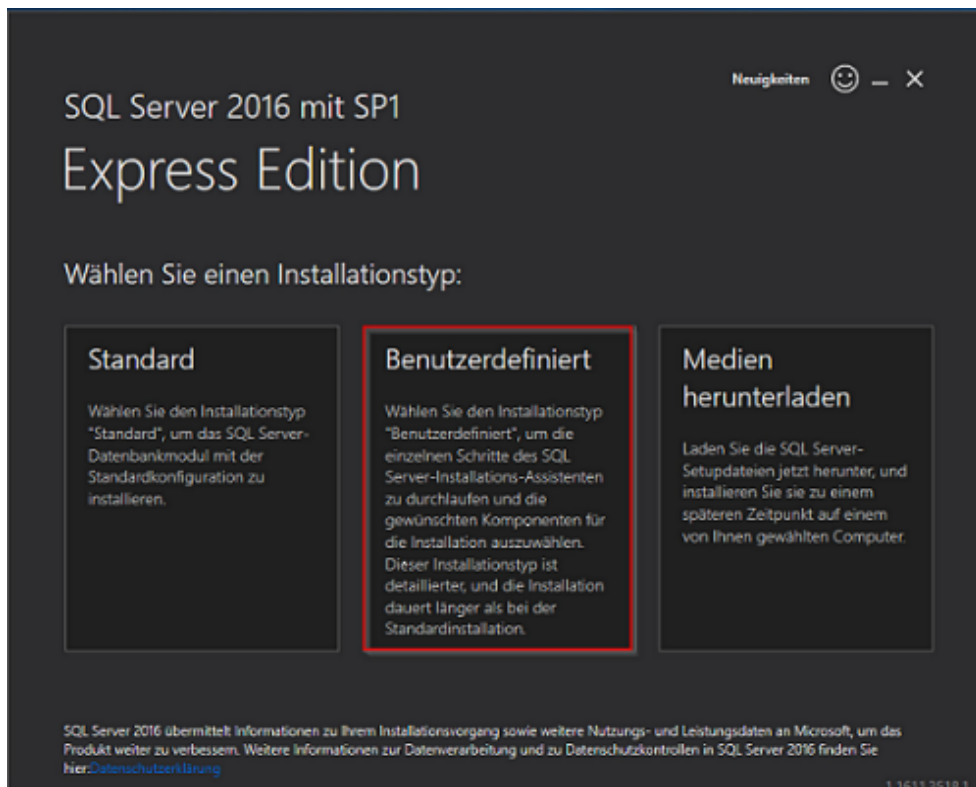 Neuigkeiten
SQL Server 2016 mit SP1
Express Edition
Wählen Sie einen Installationstyp:
Standard
Wählen Sie den Installationstyp
"Standard", um das SQL Server-
Datenbankmodul mit der
Standardkonfiguration zu
installieren.
Benutzerdefiniert
Wählen Sie den Installationstyp
"Benutzerdefiniert", um die
einzelnen Schritte des SQL
Server-Installations-Assistenten
zu durchlaufen und die
gewünschten Komponenten für
die Installation auszuwählen.
Dieser Installationstyp ist
detaillierter, und die Installation
dauert länger als bei der
Standardinstallation.
Medien
herunterladen
Laden Sie die SQL Server-
Setupdateien jetzt herunter, und
installieren Sie sie zu einem
späteren Zeitpunkt auf einem
von Ihnen gewählten Computer.
SQL Server 2016 übermittelt Informationen zu Ihrem Installationsvorgang sowie weitere Nutzungs- und Leistungsdaten an Microsoft, um das
Produkt weiter zu verbessern. Weitere Informationen zur Datenverarbeitung und zu Datenschutzkontrollen in SQL Server 2016 finden Sie
hier:Datenschutzerklärung